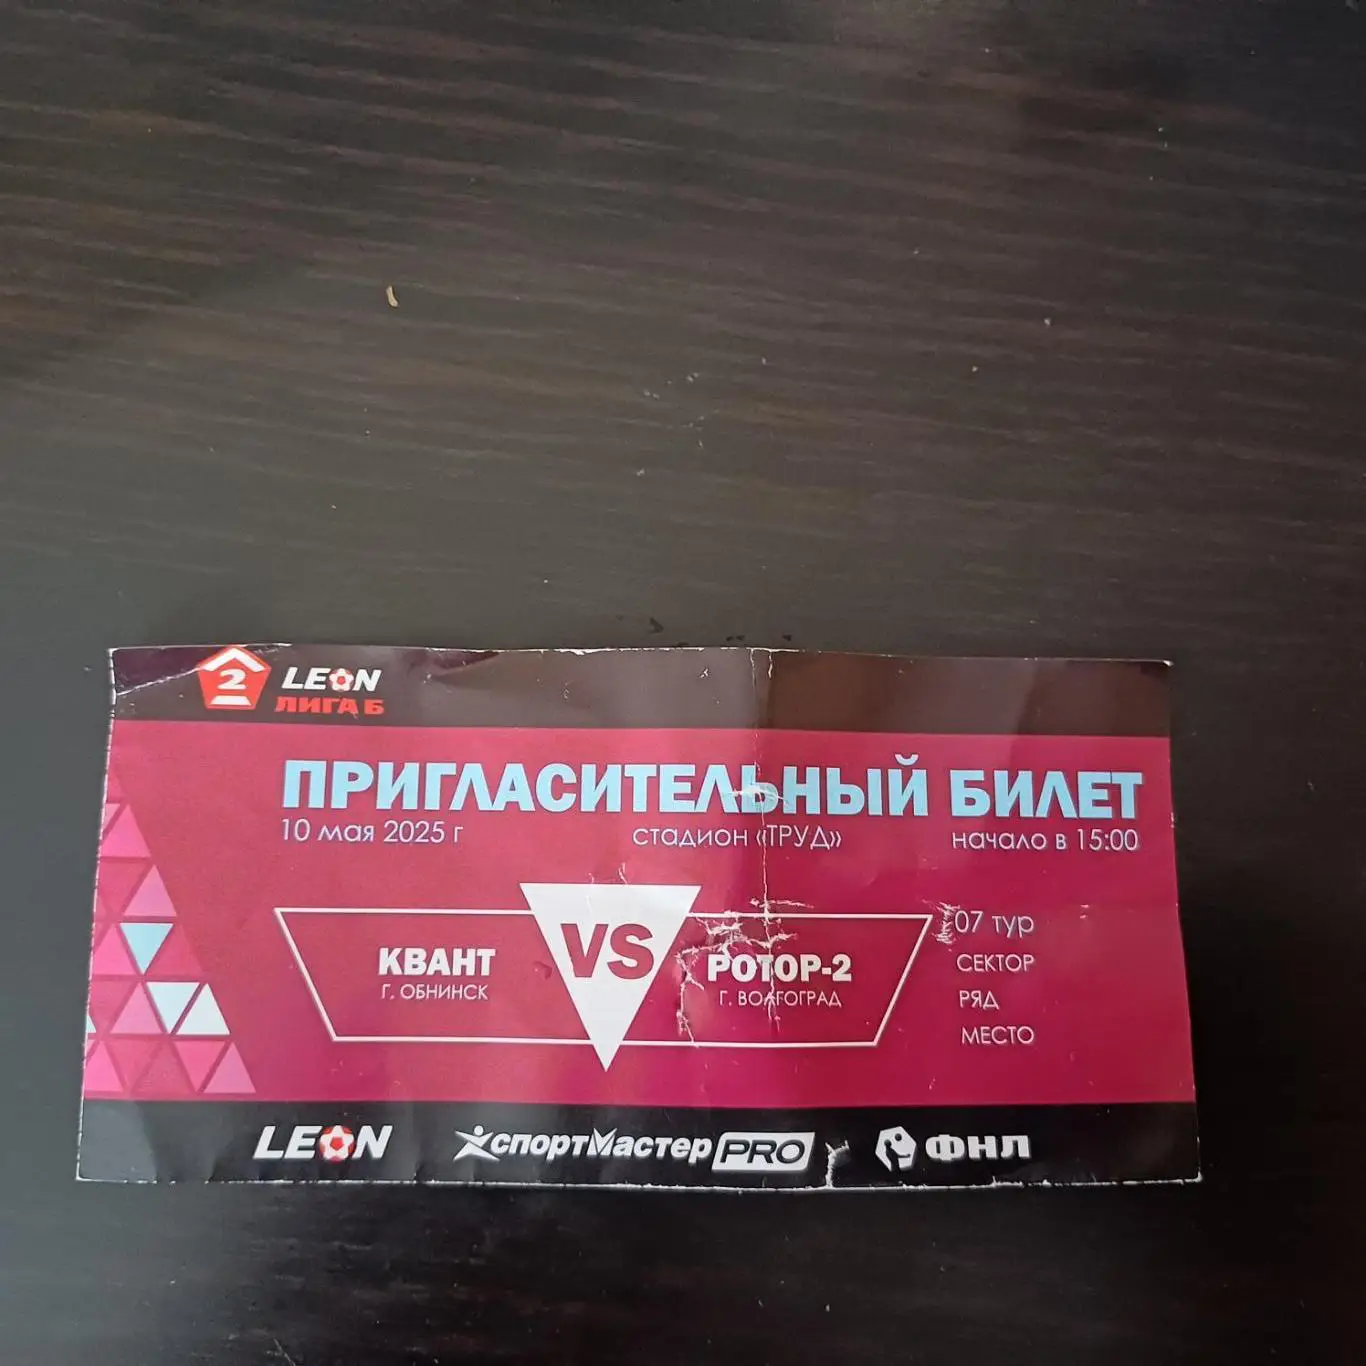 2 LEON
ЛИГА Б
ПРИГЛАСИТЕЛЬНЫЙ БИЛЕТ
10 мая 2025 г стадион «ТРУД» начало в 15:00
КВАНТ
Г. ОБНИНСК
VS
РОТОР-2
Г. ВОЛГОГРАД
07 тур
СЕКТОР
РЯД
МЕСТО
LEON спортМастер PRO ФНЛ